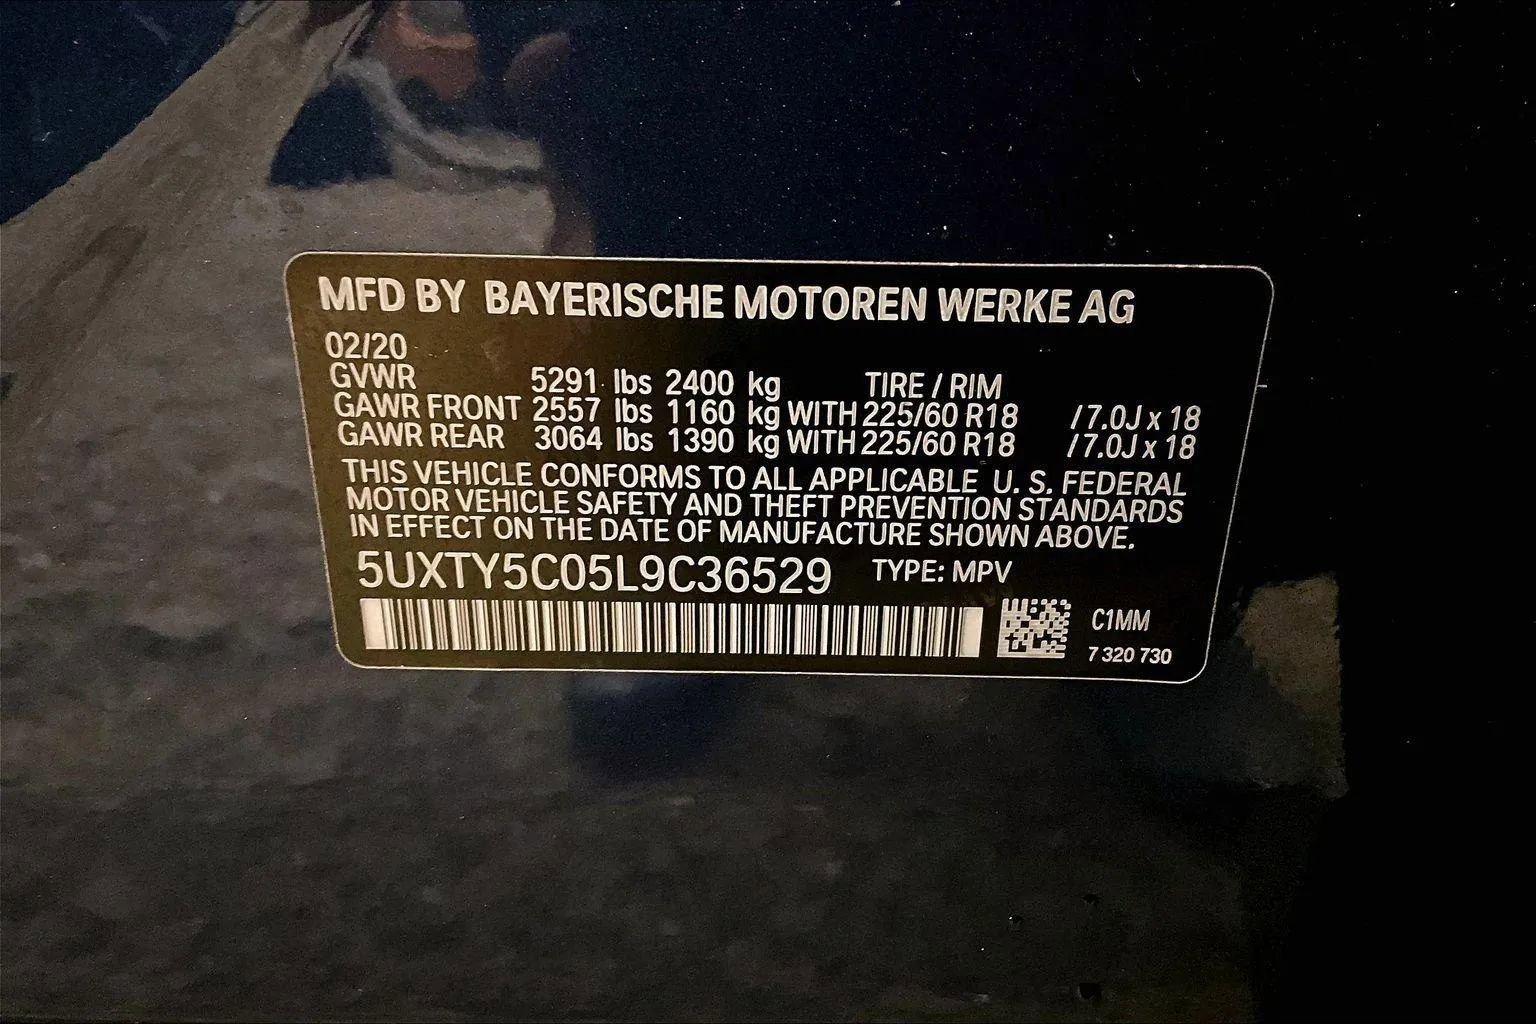 MFD BY BAYERISCHE MOTOREN WERKE AG
02/20
GVWR 5291 lbs 2400 kg TIRE / RIM
GAWR FRONT 2557 lbs 1160 kg WITH 225/60 R18 /7.0J x 18
GAWR REAR 3064 lbs 1390 kg WITH 225/60 R18 /7.0J x 18
THIS VEHICLE CONFORMS TO ALL APPLICABLE U. S. FEDERAL
MOTOR VEHICLE SAFETY AND THEFT PREVENTION STANDARDS
IN EFFECT ON THE DATE OF MANUFACTURE SHOWN ABOVE.
5UXTY5C05L9C36529 TYPE: MPV
C1MM
7 320 730